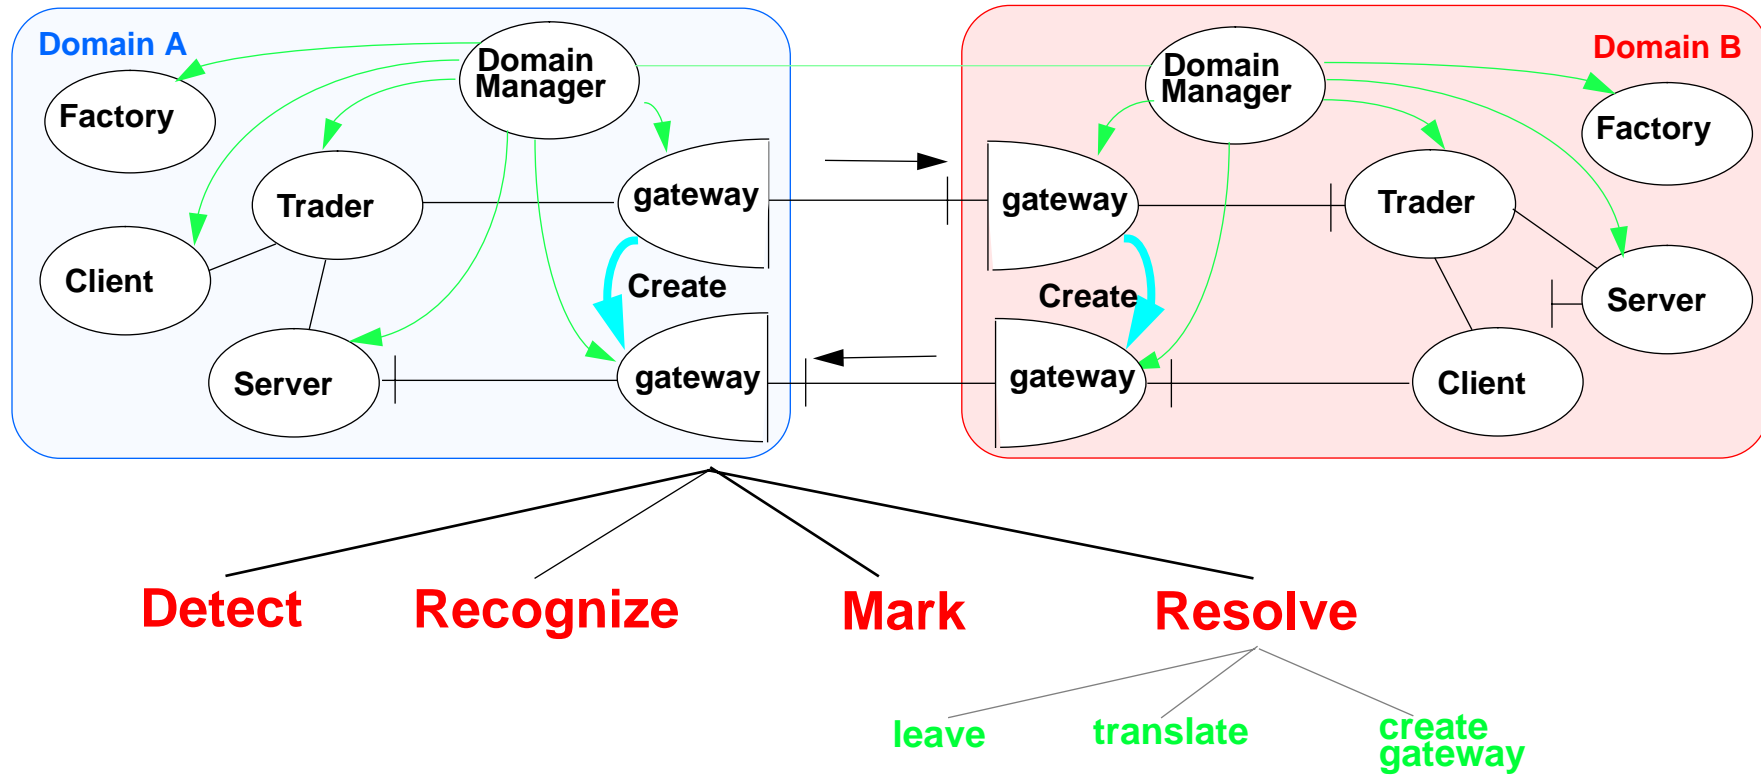 Domain A
Domain
Manager
Factory
Trader
gateway
Client
Create
Server
gateway
Domain B
Domain
Manager
Factory
gateway
Trader
Create
Server
gateway
Client
Detect
Recognize
Mark
Resolve
leave
translate
create
gateway